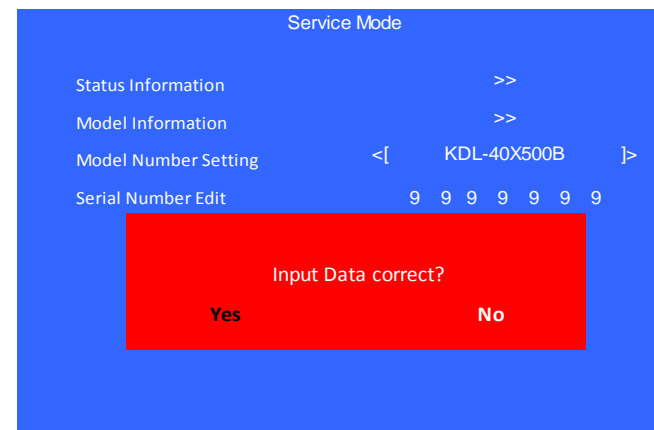 Service Mode
Status Information >>
Model Information >>
Model Number Setting <[ KDL-40X500B ]>
Serial Number Edit 9 9 9 9 9 9 9
Input Data correct?
Yes No